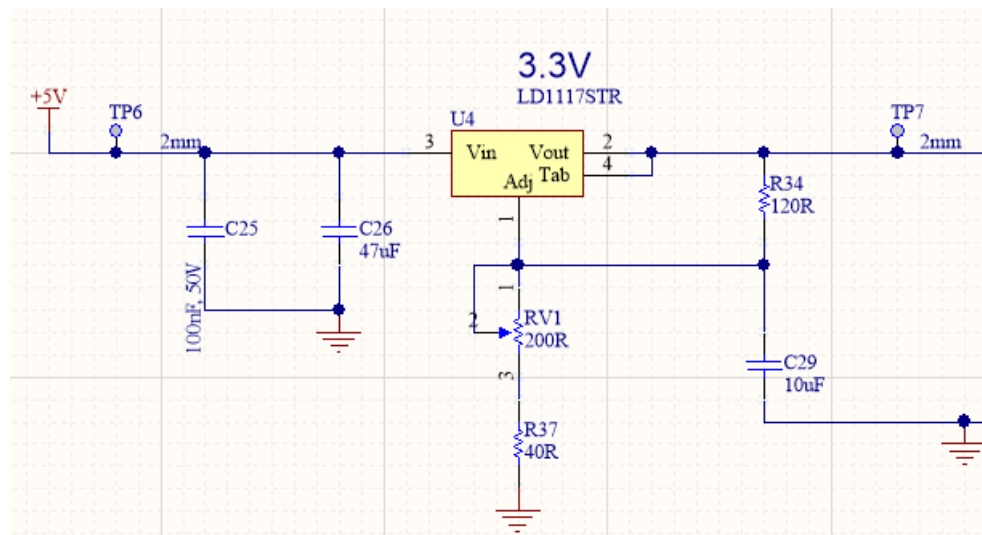 3.3V
LD1117STR
+5V
TP6
U4
TP7
2mm
3
Vin
Vout
2
2mm
Adj
Tab
4
1
R34
120R
C25
100nF, 50V
C26
47uF
1
2
RV1
200R
3
C29
10uF
R37
40R